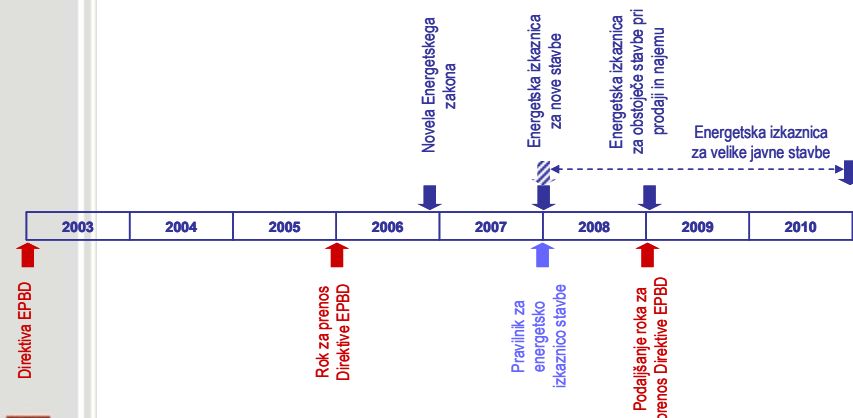 Novela Energetskega
zakona
Energetska izkaznica
za nove stavbe
Energetska izkaznica
za obstoječe stavbe pri
prodaji in najemu
Energetska izkaznica
za velike javne stavbe
2003 2004 2005 2006 2007 2008 2009 2010
Direktiva EPBD
Rok za prenos
Direktive EPBD
Pravilnik za
energetsko
izkaznico stavbe
Podaljšanje roka za
prenos Direktive EPBD